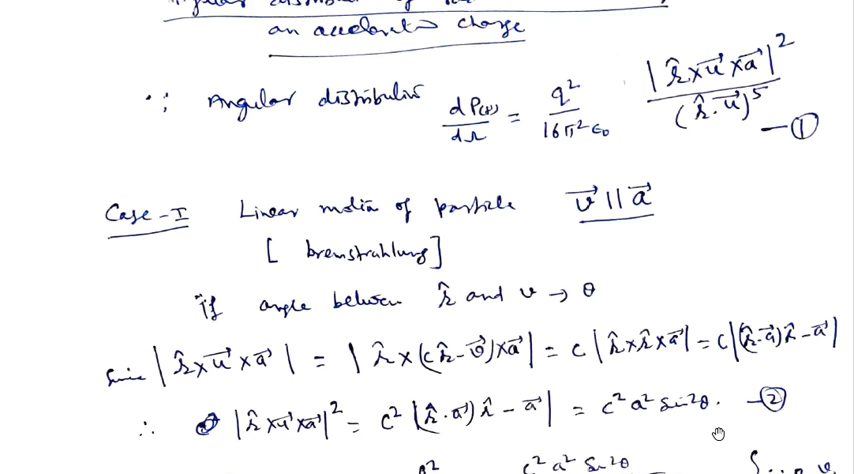 an accelerated charge
∵ Angular distribution dP(t)/dΩ = q²/16π²ε₀ |r̂×u⃗×a⃗|²/(r̂·u⃗)⁵ —①
Case-I Linear motion of particle v⃗ || a⃗
[ bremstrahlung]
if angle between r̂ and v → θ
Since |r̂×u⃗×a⃗| = |r̂×(cr̂-v⃗)×a⃗| = c|r̂×r̂×a⃗| = c|(r̂·a⃗)r̂-a⃗|
∴ |r̂×u⃗×a⃗|² = c²|(r̂·a⃗)r̂-a⃗| = c²a²sin²θ. —②
c²a² sin²θ